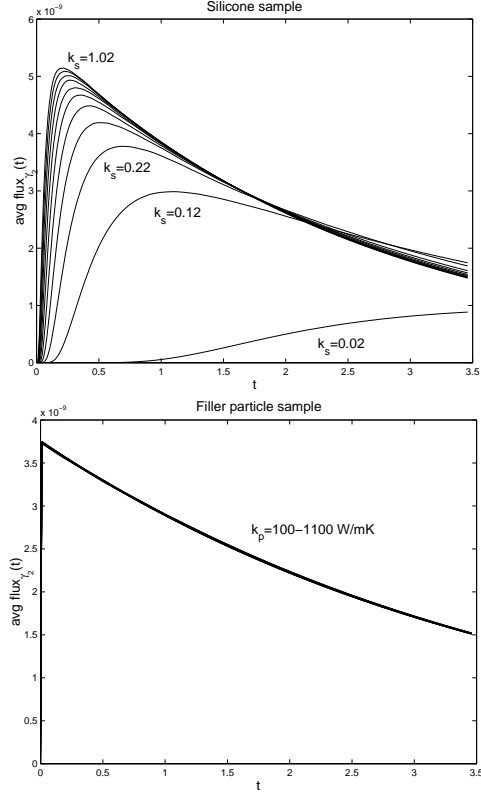 Silicone sample
x 10⁻⁹
6
5
4
3
2
1
0
avg flux_γ₂(t)
k_s=1.02
k_s=0.22
k_s=0.12
k_s=0.02
0 0.5 1 1.5 2 2.5 3 3.5
t
Filler particle sample
x 10⁻⁹
4
3.5
3
2.5
2
1.5
1
0.5
0
avg flux_γ₂(t)
k_p=100−1100 W/mK
0 0.5 1 1.5 2 2.5 3 3.5
t